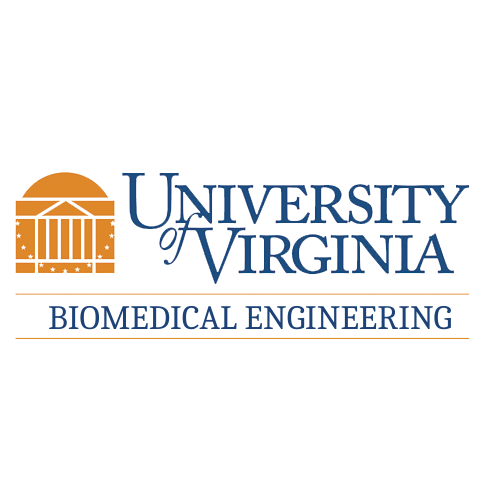 UNIVERSITY
of VIRGINIA
BIOMEDICAL ENGINEERING